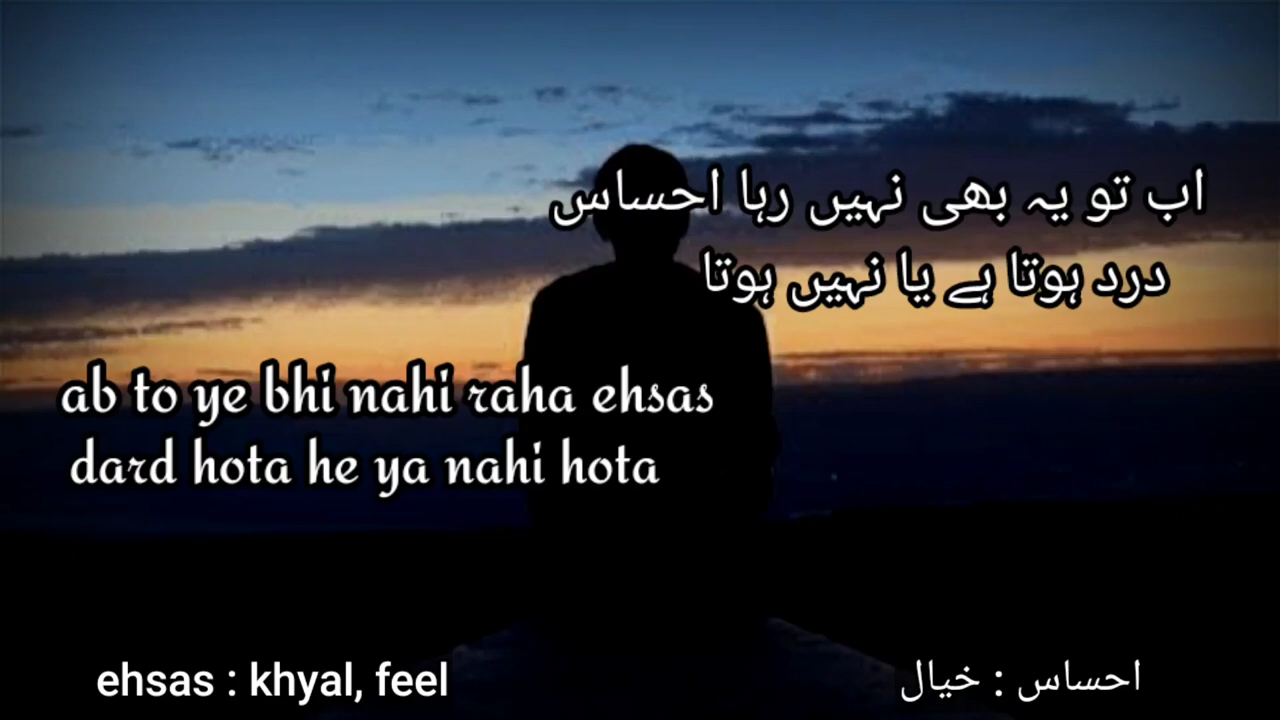 اب تو یہ بھی نہیں رہا احساس
درد ہوتا ہے یا نہیں ہوتا
ab to ye bhi nahi raha ehsas
dard hota he ya nahi hota
ehsas : khyal, feel
احساس : خیال